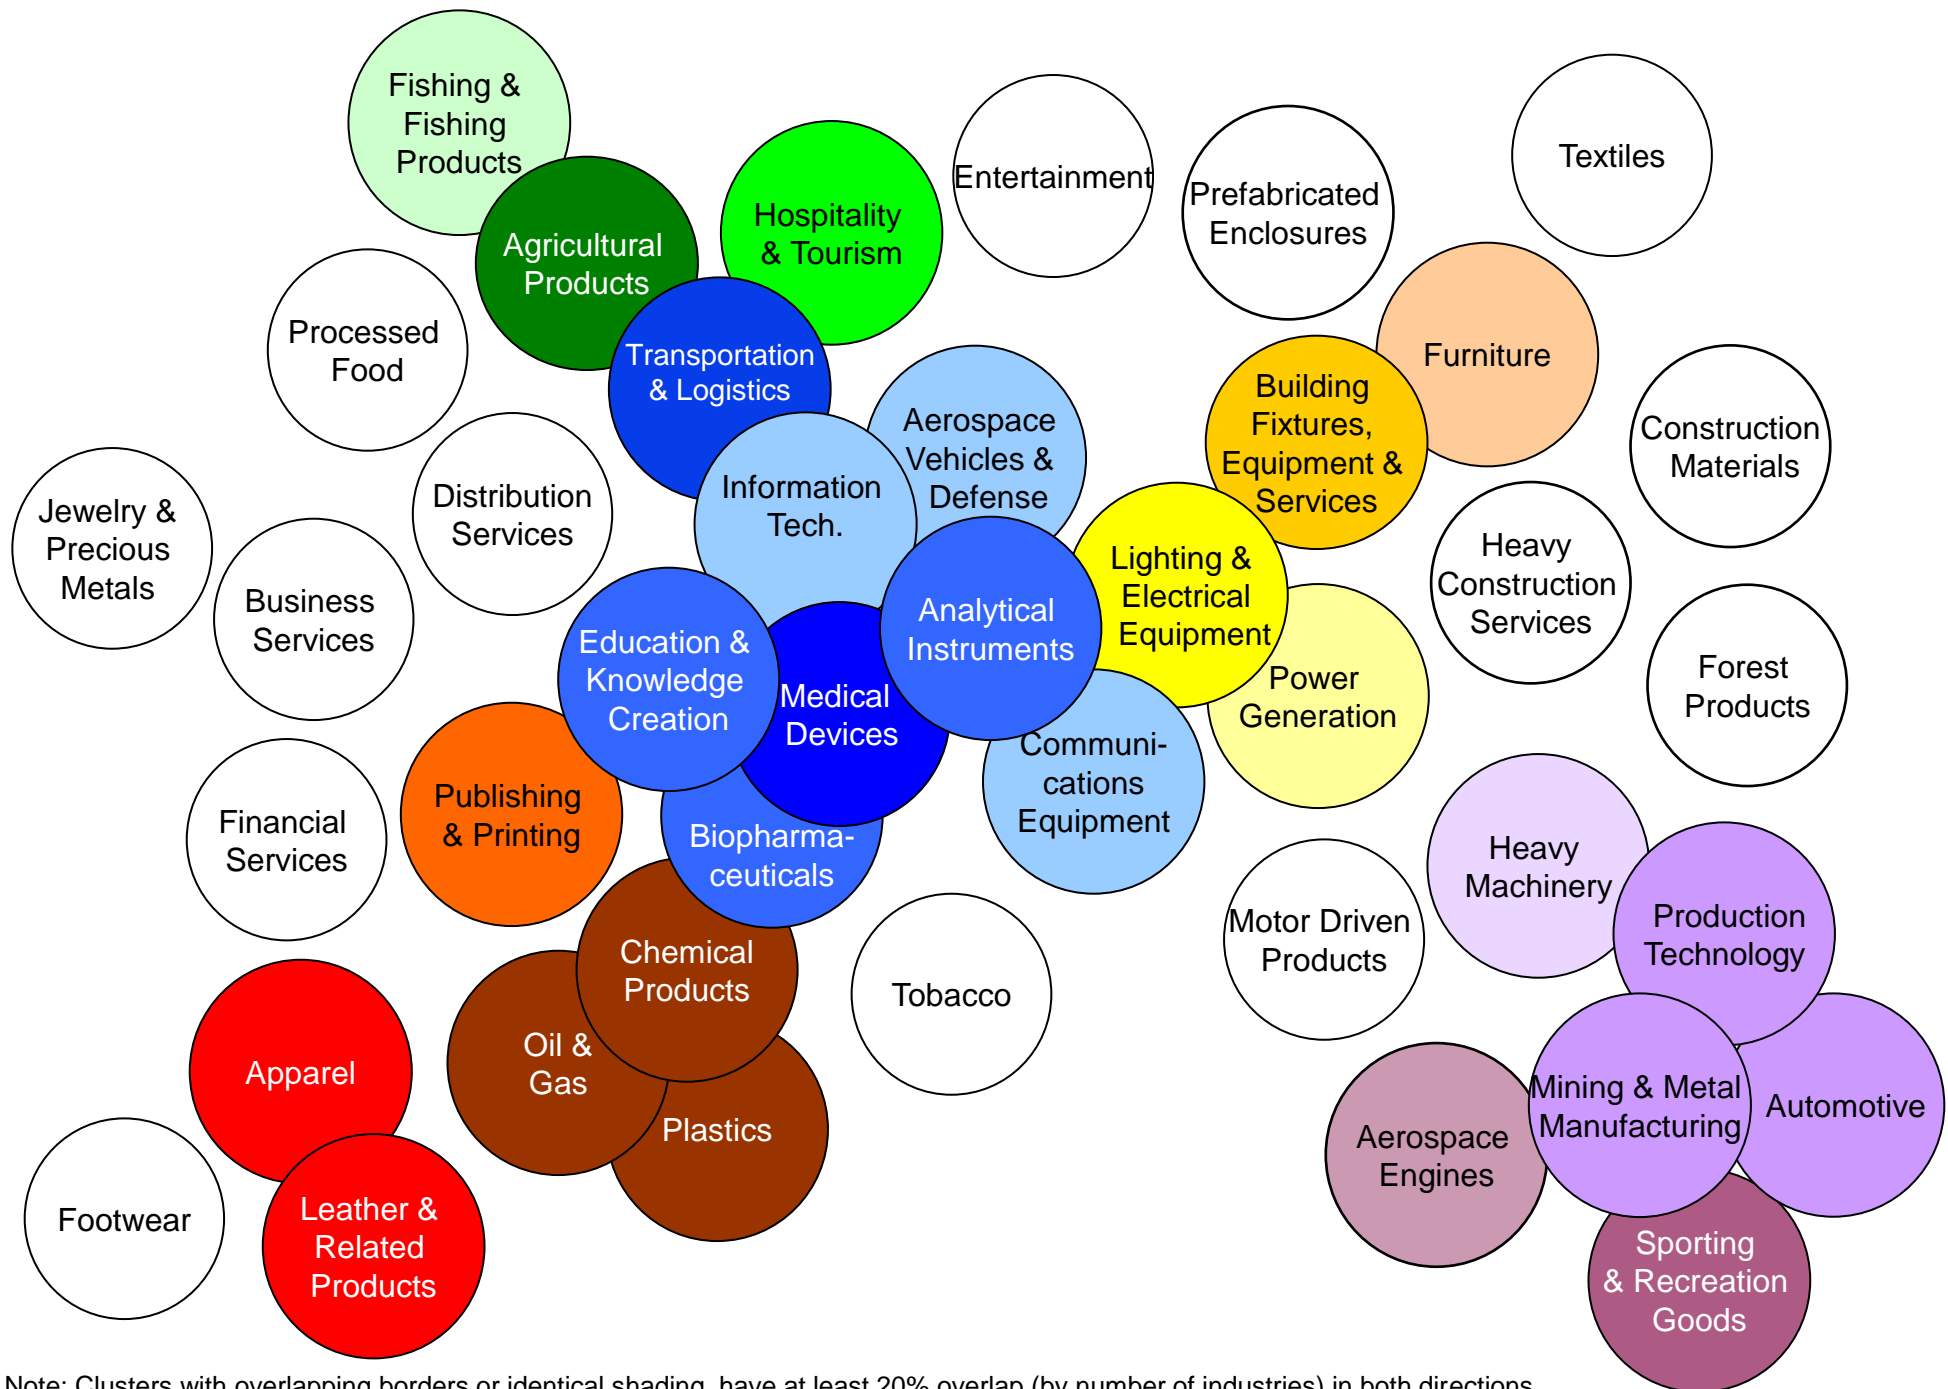 Fishing &
Fishing
Products
Hospitality
& Tourism
Entertainment
Prefabricated
Enclosures
Textiles
Agricultural
Products
Processed
Food
Transportation
& Logistics
Aerospace
Vehicles &
Defense
Building
Fixtures,
Equipment &
Services
Furniture
Construction
Materials
Jewelry &
Precious
Metals
Distribution
Services
Information
Tech.
Business
Services
Education &
Knowledge
Creation
Medical
Devices
Analytical
Instruments
Lighting &
Electrical
Equipment
Heavy
Construction
Services
Power
Generation
Forest
Products
Communi-
cations
Equipment
Financial
Services
Publishing
& Printing
Biopharma-
ceuticals
Heavy
Machinery
Motor Driven
Products
Production
Technology
Chemical
Products
Tobacco
Apparel
Oil &
Gas
Plastics
Aerospace
Engines
Mining & Metal
Manufacturing
Automotive
Footwear
Leather &
Related
Products
Sporting
& Recreation
Goods
Note: Clusters with overlapping borders or identical shading have at least 20% overlap (by number of industries) in both directions